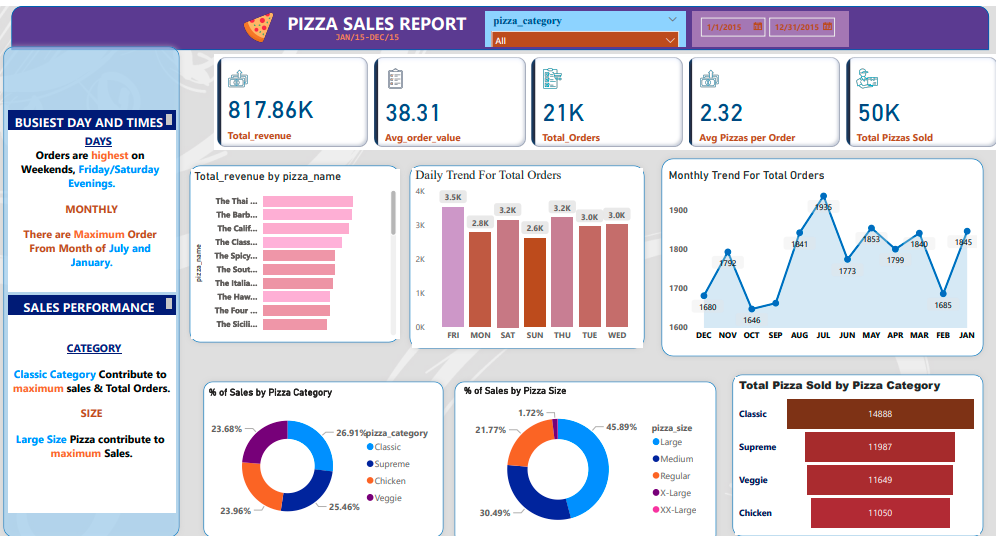 PIZZA SALES REPORT
JAN/15-DEC/15
pizza_category
All
1/1/2015
12/31/2015
817.86K
Total_revenue
38.31
Avg_order_value
21K
Total_Orders
2.32
Avg Pizzas per Order
50K
Total Pizzas Sold
BUSIEST DAY AND TIMES
DAYS
Orders are highest on
Weekends, Friday/Saturday
Evenings.
MONTHLY
There are Maximum Order
From Month of July and
January.
SALES PERFORMANCE
CATEGORY
Classic Category Contribute to
maximum sales & Total Orders.
SIZE
Large Size Pizza contribute to
maximum Sales.
Total_revenue by pizza_name
pizza_name
The Thai ...
The Barb...
The Calif...
The Class...
The Spicy...
The Sout...
The Italia...
The Haw...
The Four ...
The Sicili...
Daily Trend For Total Orders
4K
3K
2K
1K
0K
3.5K
2.8K
3.2K
2.6K
3.2K
3.0K
3.0K
FRI MON SAT SUN THU TUE WED
Monthly Trend For Total Orders
1900
1800
1700
1600
1680
1792
1646
1841
1935
1773
1853
1799
1840
1685
1845
DEC NOV OCT SEP AUG JUL JUN MAY APR MAR FEB JAN
% of Sales by Pizza Category
23.68%
26.91%
23.96%
25.46%
pizza_category
Classic
Supreme
Chicken
Veggie
% of Sales by Pizza Size
1.72%
21.77%
45.89%
30.49%
pizza_size
Large
Medium
Regular
X-Large
XX-Large
Total Pizza Sold by Pizza Category
Classic 14888
Supreme 11987
Veggie 11649
Chicken 11050